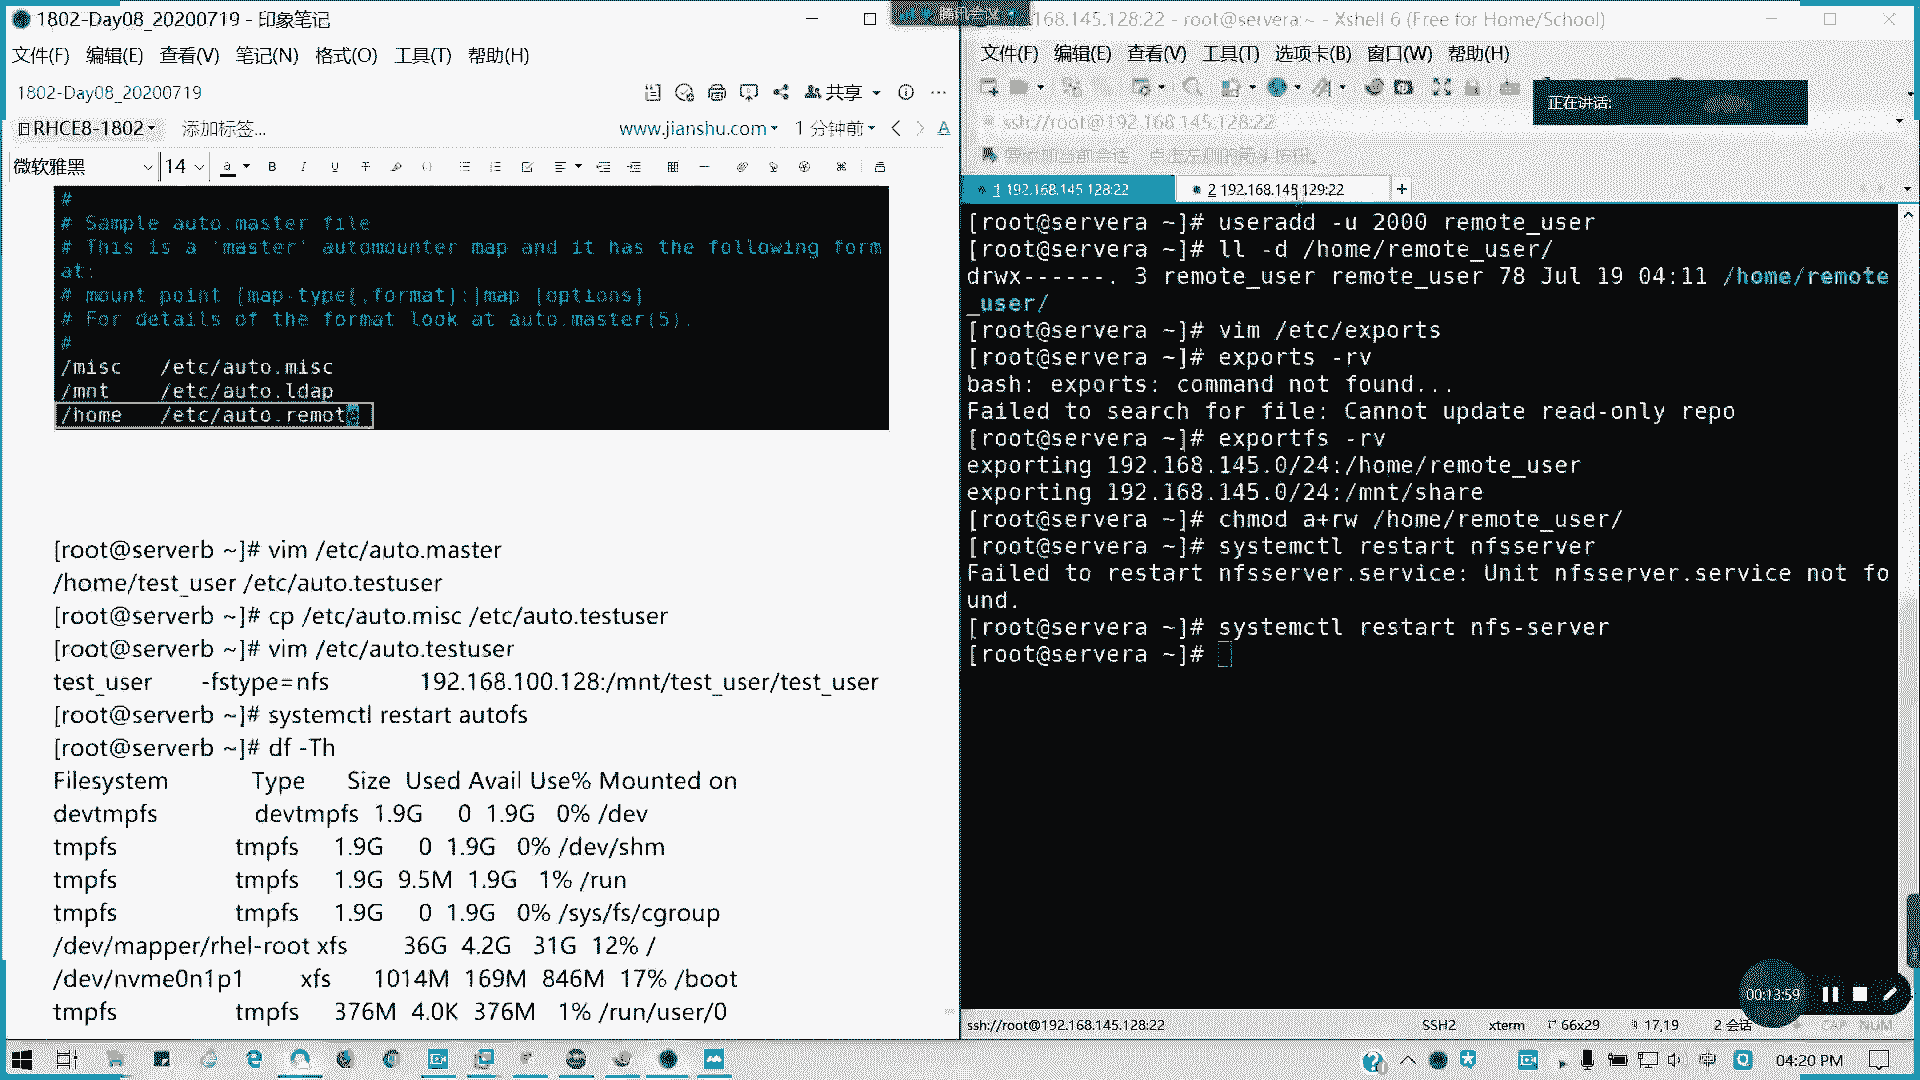 1802-Day08_20200719 - 印象笔记
文件(F) 编辑(E) 查看(V) 笔记(N) 格式(O) 工具(T) 帮助(H)
1802-Day08_20200719
共享
RHCE8-1802
添加标签...
www.jianshu.com
1 分钟前
微软雅黑
14
#
# Sample auto.master file
# This is a 'master' automounter map and it has the following form
at:
# mount point [map-type[,format]:]map [options]
# For details of the format look at auto.master(5).
#
/misc /etc/auto.misc
/mnt /etc/auto.ldap
/home /etc/auto.remot
[root@serverb ~]# vim /etc/auto.master
/home/test_user /etc/auto.testuser
[root@serverb ~]# cp /etc/auto.misc /etc/auto.testuser
[root@serverb ~]# vim /etc/auto.testuser
test_user -fstype=nfs 192.168.100.128:/mnt/test_user/test_user
[root@serverb ~]# systemctl restart autofs
[root@serverb ~]# df -Th
Filesystem Type Size Used Avail Use% Mounted on
devtmpfs devtmpfs 1.9G 0 1.9G 0% /dev
tmpfs tmpfs 1.9G 0 1.9G 0% /dev/shm
tmpfs tmpfs 1.9G 9.5M 1.9G 1% /run
tmpfs tmpfs 1.9G 0 1.9G 0% /sys/fs/cgroup
/dev/mapper/rhel-root xfs 36G 4.2G 31G 12% /
/dev/nvme0n1p1 xfs 1014M 169M 846M 17% /boot
tmpfs tmpfs 376M 4.0K 376M 1% /run/user/0
腾讯会议
168.145.128:22 - root@servera:~ - Xshell 6 (Free for Home/School)
文件(F) 编辑(E) 查看(V) 工具(T) 选项卡(B) 窗口(W) 帮助(H)
正在讲话:
ssh://root@192.168.145.128:22
1 192.168.145.128:22
2 192.168.145.129:22
[root@servera ~]# useradd -u 2000 remote_user
[root@servera ~]# ll -d /home/remote_user/
drwx------. 3 remote_user remote_user 78 Jul 19 04:11 /home/remote
_user/
[root@servera ~]# vim /etc/exports
[root@servera ~]# exports -rv
bash: exports: command not found...
Failed to search for file: Cannot update read-only repo
[root@servera ~]# exportfs -rv
exporting 192.168.145.0/24:/home/remote_user
exporting 192.168.145.0/24:/mnt/share
[root@servera ~]# chmod a+rw /home/remote_user/
[root@servera ~]# systemctl restart nfsserver
Failed to restart nfsserver.service: Unit nfsserver.service not fo
und.
[root@servera ~]# systemctl restart nfs-server
[root@servera ~]#
00:13:59
ssh://root@192.168.145.128:22 SSH2 xterm 66x29 17,19 2 会话 CAP NUM
04:20 PM